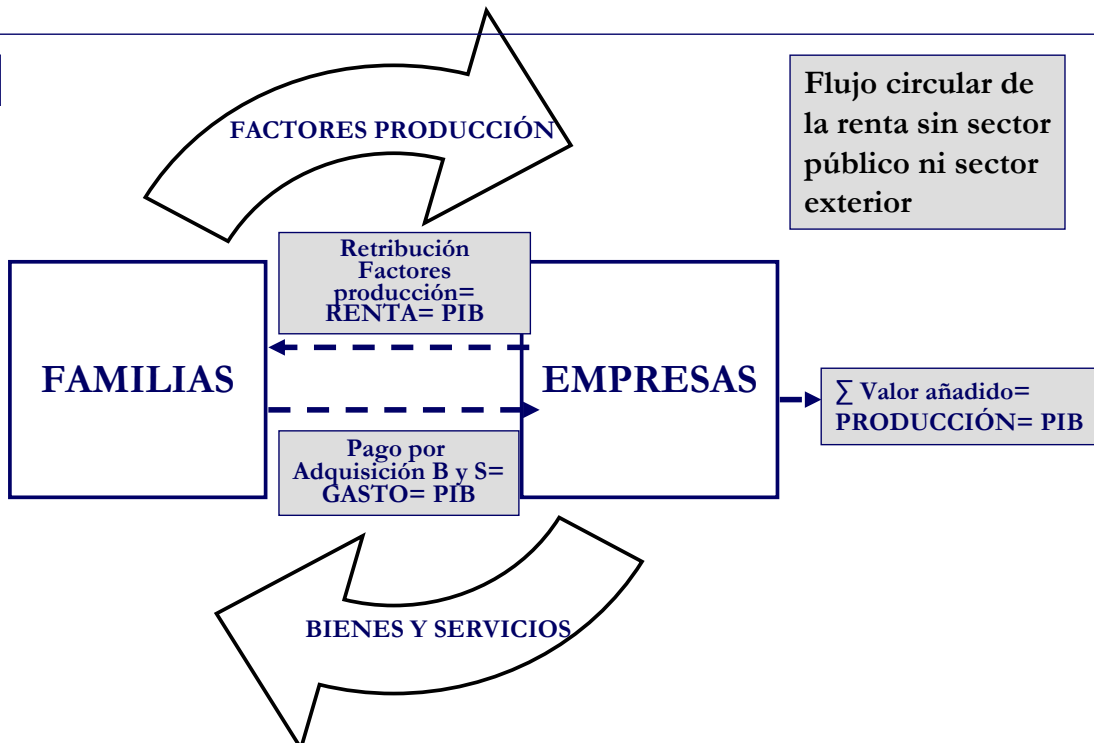 FACTORES PRODUCCIÓN
Flujo circular de
la renta sin sector
público ni sector
exterior
Retribución
Factores
producción=
RENTA= PIB
FAMILIAS
EMPRESAS
∑ Valor añadido=
PRODUCCIÓN= PIB
Pago por
Adquisición B y S=
GASTO= PIB
BIENES Y SERVICIOS